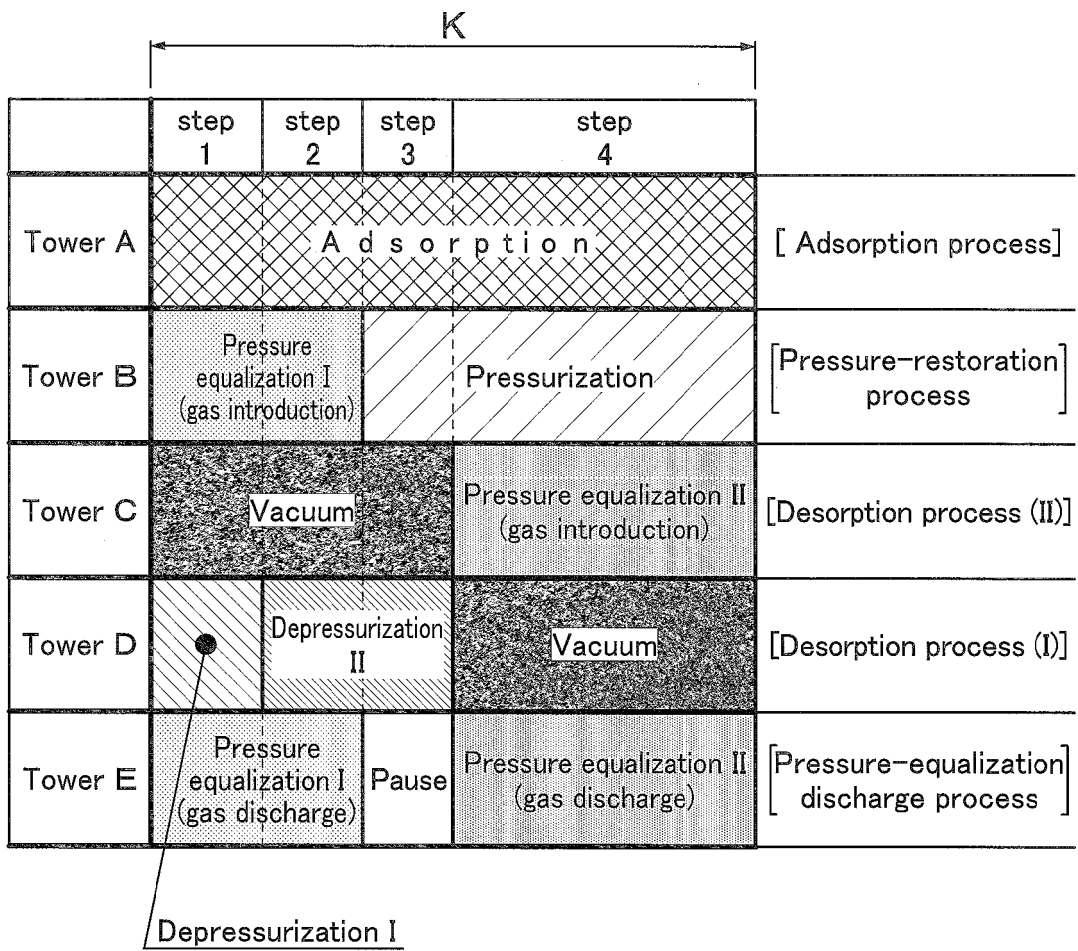 K
step 1
step 2
step 3
step 4
Tower A
Adsorption
[ Adsorption process]
Tower B
Pressure
equalization I
(gas introduction)
Pressurization
[Pressure-restoration
process]
Tower C
Vacuum
Pressure equalization II
(gas introduction)
[Desorption process (II)]
Tower D
Depressurization
II
Vacuum
[Desorption process (I)]
Tower E
Pressure
equalization I
(gas discharge)
Pause
Pressure equalization II
(gas discharge)
[Pressure-equalization
discharge process]
Depressurization I